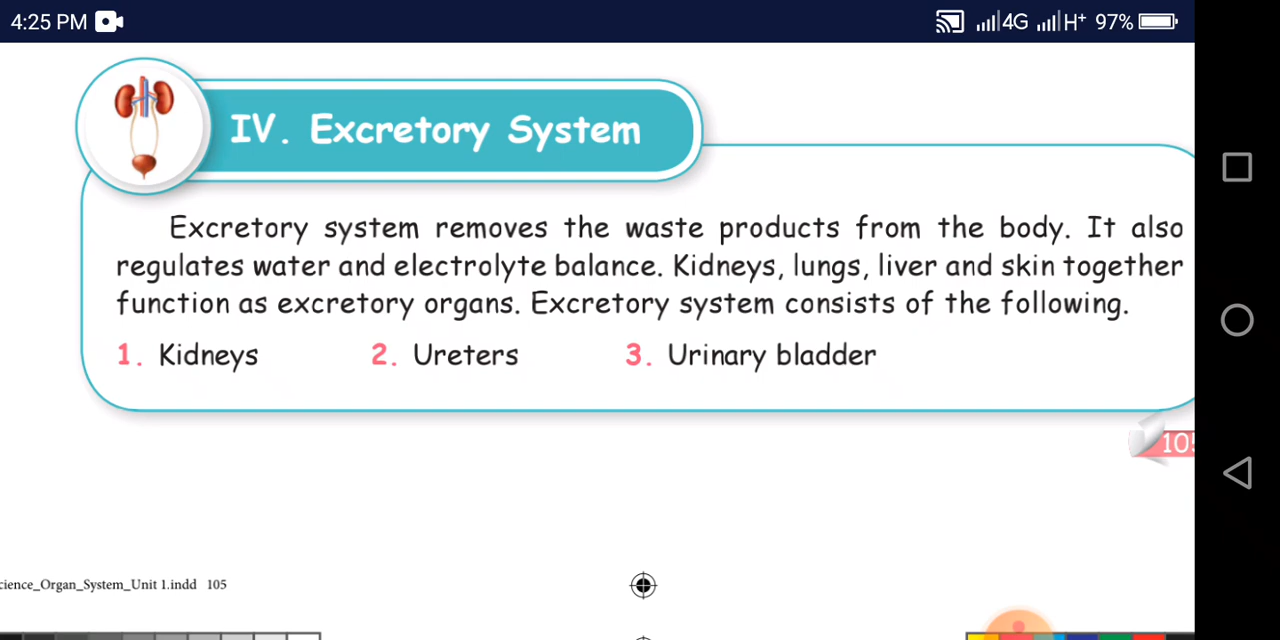 4:25 PM 4G H+ 97%
IV. Excretory System
Excretory system removes the waste products from the body. It also
regulates water and electrolyte balance. Kidneys, lungs, liver and skin together
function as excretory organs. Excretory system consists of the following.
1. Kidneys 2. Ureters 3. Urinary bladder
cience_Organ_System_Unit 1.indd 105